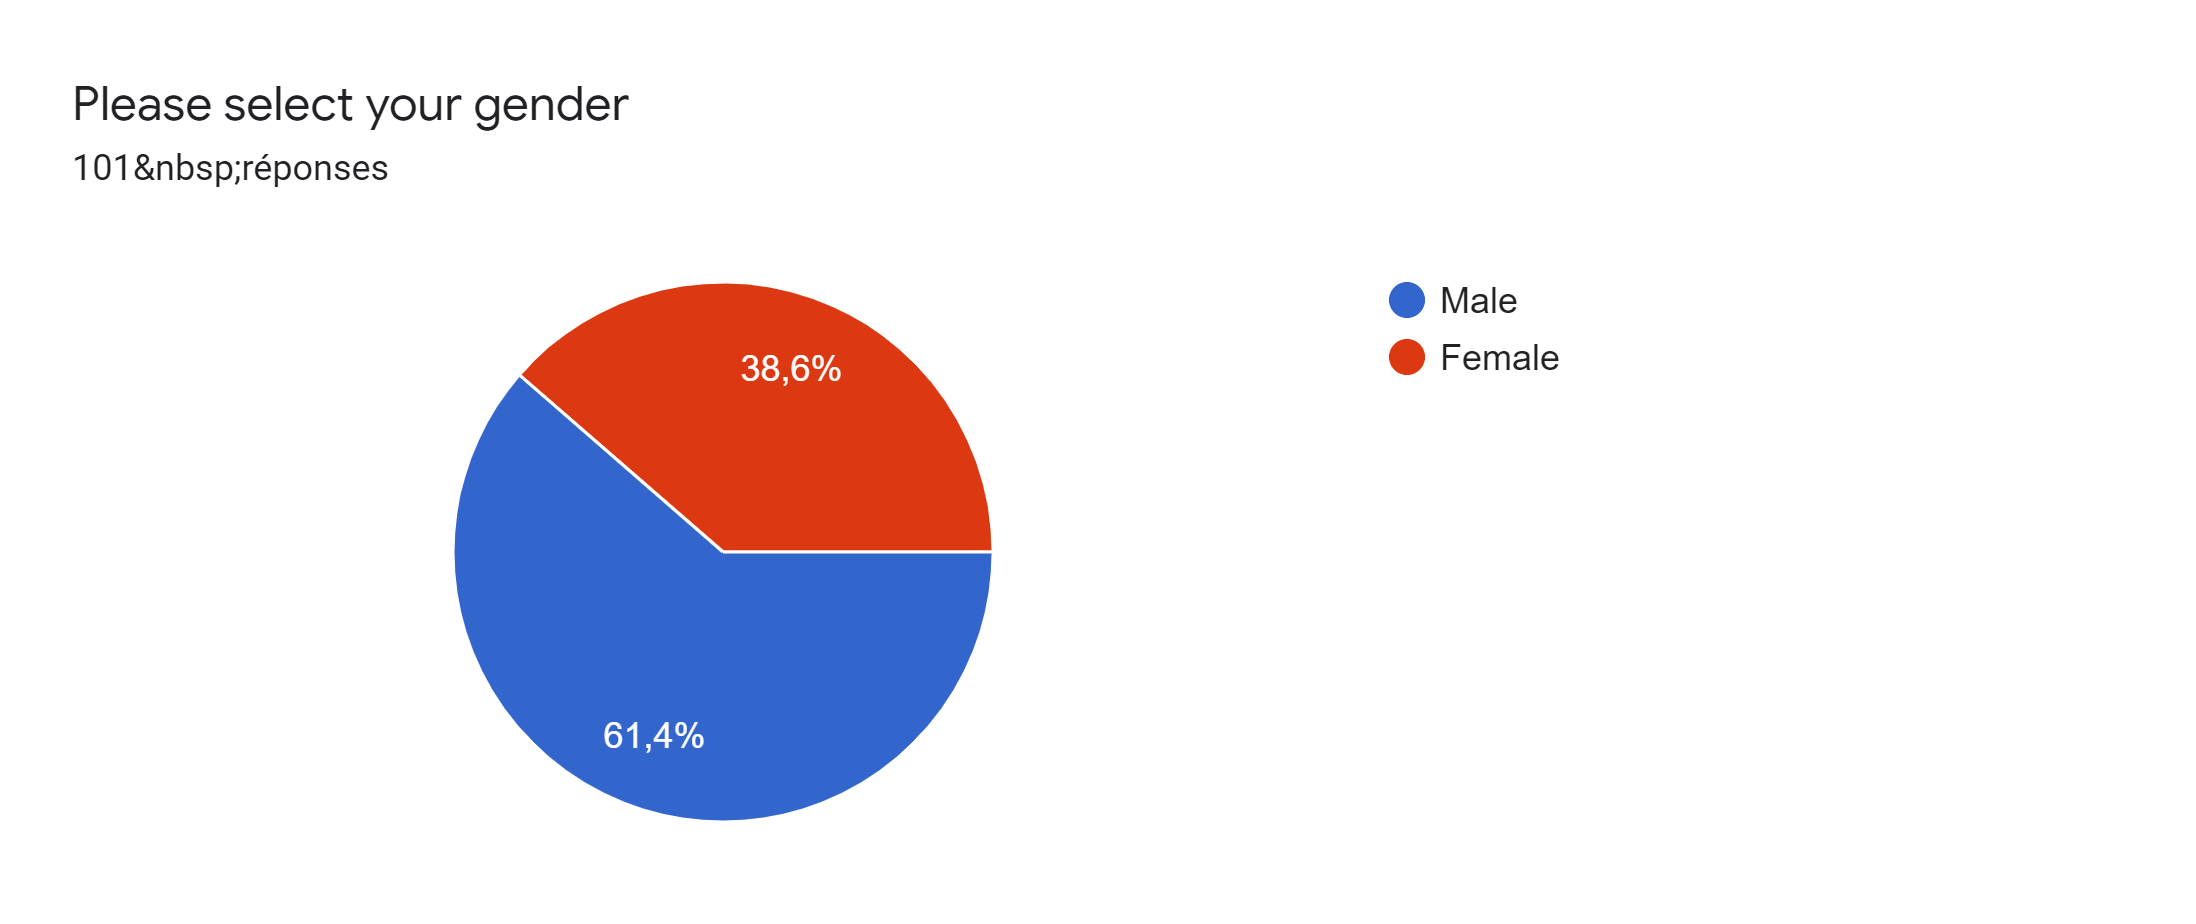 Please select your gender
101&nbsp;réponses
38,6%
61,4%
Male
Female